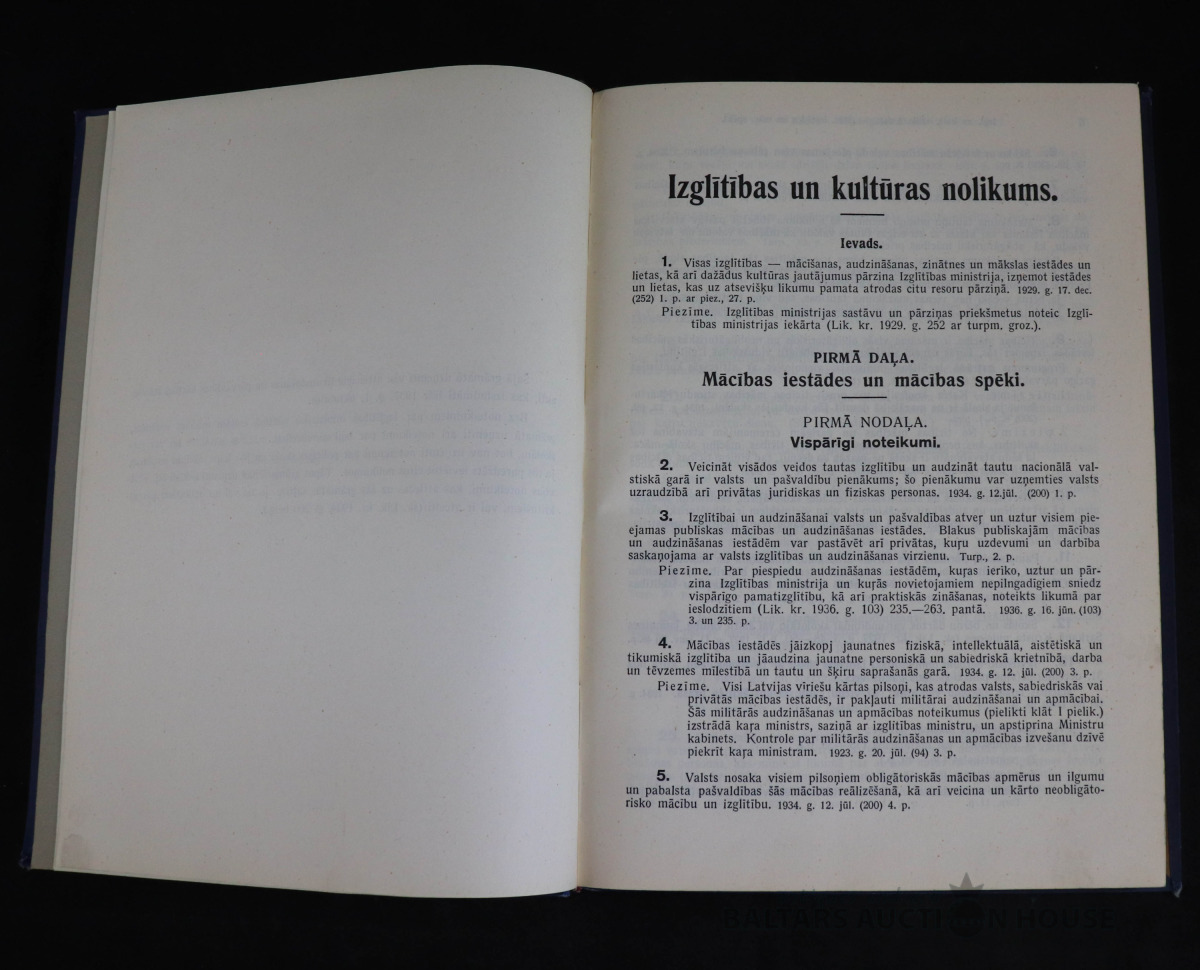 Izglītības un kultūras nolikums.
Ievads.
1. Visas izglītības — mācīšanas, audzināšanas, zinātnes un mākslas iestādes un
lietas, kā arī dažādus kultūras jautājumus pārzina Izglītības ministrija, izņemot iestādes
un lietas, kas uz atsevišķu likumu pamata atrodas citu resoru pārziņā. 1929. g. 17. dec.
(252) 1. p. ar piez., 27. p.
Piezīme. Izglītības ministrijas sastāvu un pārziņas priekšmetus noteic Izglī-
tības ministrijas iekārta (Lik. kr. 1929. g. 252 ar turpm. groz.).
PIRMĀ DAĻA.
Mācības iestādes un mācības spēki.
PIRMĀ NODAĻA.
Vispārīgi noteikumi.
2. Veicināt visādos veidos tautas izglītību un audzināt tautu nacionālā val-
stiskā garā ir valsts un pašvaldību pienākums; šo pienākumu var uzņemties valsts
uzraudzībā arī privātas juridiskas un fiziskas personas. 1934. g. 12.jūl. (200) 1. p.
3. Izglītībai un audzināšanai valsts un pašvaldības atveŗ un uztur visiem pie-
ejamas publiskas mācības un audzināšanas iestādes. Blakus publiskajām mācības
un audzināšanas iestādēm var pastāvēt arī privātas, kuŗu uzdevumi un darbība
saskaņojama ar valsts izglītības un audzināšanas virzienu. Turp., 2. p.
Piezīme. Par piespiedu audzināšanas iestādēm, kuŗas ierīko, uztur un pār-
zina Izglītības ministrija un kuŗās novietojamiem nepilngadīgiem sniedz
vispārīgo pamatizglītību, kā arī praktiskās zināšanas, noteikts likumā par
ieslodzītiem (Lik. kr. 1936. g. 103) 235.—263. pantā. 1936. g. 16. jūn. (103)
3. un 235. p.
4. Mācības iestādēs jāizkopj jaunatnes fiziskā, intellektuālā, aistētiskā un
tikumiskā izglītība un jāaudzina jaunatne personiskā un sabiedriskā krietnībā, darba
un tēvzemes mīlestībā un tautu un šķiru saprašanās garā. 1934. g. 12. jūl. (200) 3. p.
Piezīme. Visi Latvijas vīriešu kārtas pilsoņi, kas atrodas valsts, sabiedriskās vai
privātās mācības iestādēs, ir pakļauti militārai audzināšanai un apmācībai.
Šās militārās audzināšanas un apmācības noteikumus (pielikti klāt I pielik.)
izstrādā kaŗa ministrs, saziņā ar izglītības ministru, un apstiprina Ministru
kabinets. Kontrole par militārās audzināšanas un apmācības izvešanu dzīvē
piekrīt kaŗa ministram. 1923. g. 20. jūl. (94) 3. p.
5. Valsts nosaka visiem pilsoņiem obligātoriskās mācības apmērus un ilgumu
un pabalsta pašvaldības šās mācības reālizēšanā, kā arī veicina un kārto neobligāto-
risko mācību un izglītību. 1934. g. 12. jūl. (200) 4. p.
BALTARS AUCTION HOUSE